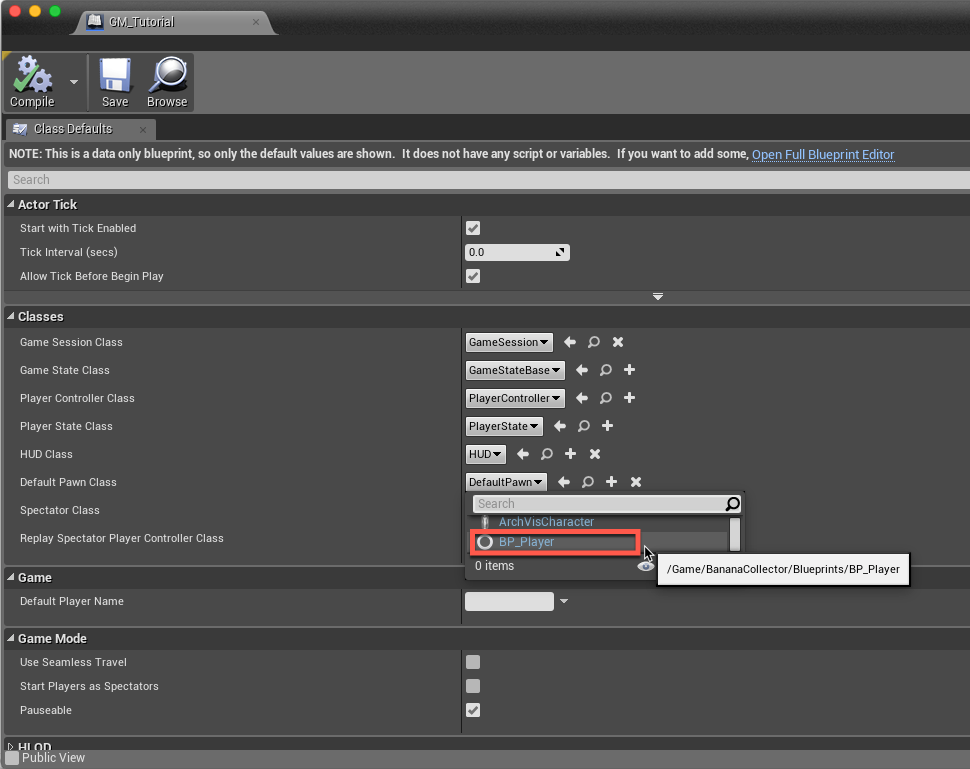 GM_Tutorial
Compile
Save
Browse
Class Defaults
NOTE: This is a data only blueprint, so only the default values are shown.  It does not have any script or variables.  If you want to add some, Open Full Blueprint Editor
Search
Actor Tick
Start with Tick Enabled
Tick Interval (secs) 0.0
Allow Tick Before Begin Play
Classes
Game Session Class GameSession
Game State Class GameStateBase
Player Controller Class PlayerController
Player State Class PlayerState
HUD Class HUD
Default Pawn Class DefaultPawn
Search
Spectator Class
ArchVisCharacter
Replay Spectator Player Controller Class
BP_Player
0 items
/Game/BananaCollector/Blueprints/BP_Player
Game
Default Player Name
Game Mode
Use Seamless Travel
Start Players as Spectators
Pauseable
HLOD
Public View